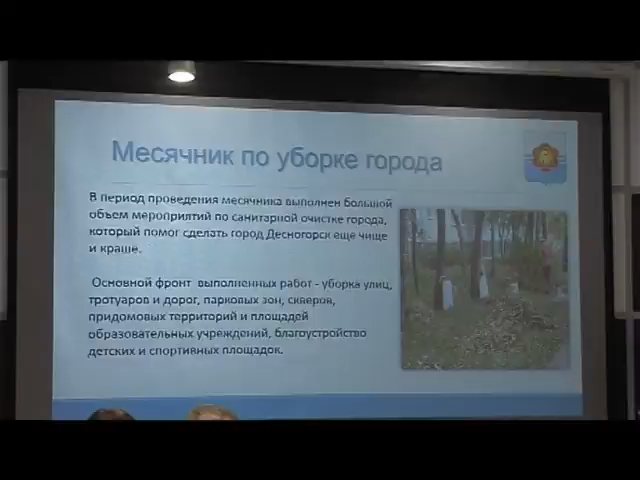 Месячник по уборке города
В период проведения месячника выполнен большой
объем мероприятий по санитарной очистке города,
который помог сделать город Десногорск еще чище
и краше.
Основной фронт выполненных работ - уборка улиц,
тротуаров и дорог, парковых зон, скверов,
придомовых территорий и площадей
образовательных учреждений, благоустройство
детских и спортивных площадок.